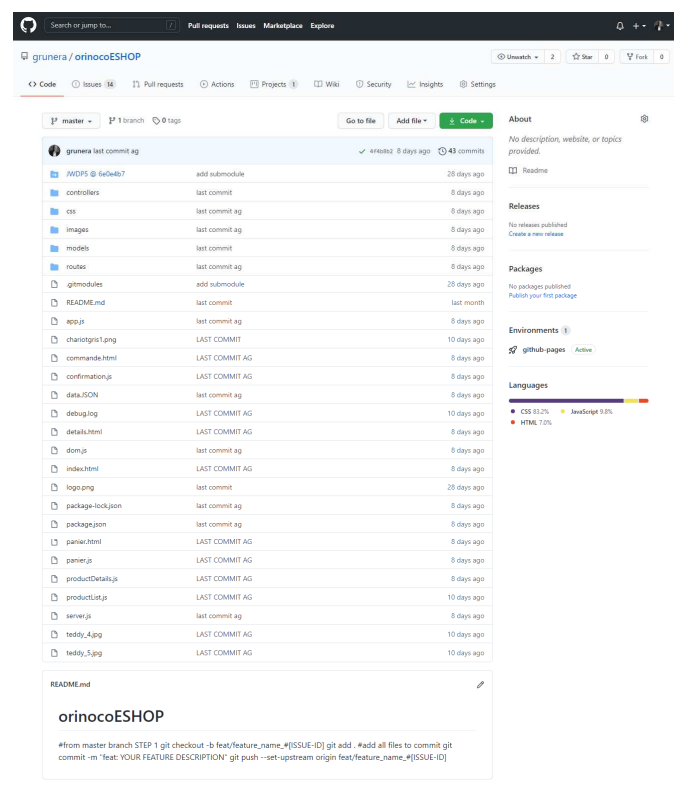 Search or jump to... / Pull requests Issues Marketplace Explore
grunera / orinocoESHOP Unwatch 2 Star 0 Fork 0
Code Issues 14 Pull requests Actions Projects 1 Wiki Security Insights Settings
master 1 branch 0 tags Go to file Add file Code
grunera last commit ag 4f4b8b2 8 days ago 43 commits
JWDP5 @ 6e0e4b7 add submodule 28 days ago
controllers last commit 8 days ago
css last commit ag 8 days ago
images last commit ag 8 days ago
models last commit 8 days ago
routes last commit ag 8 days ago
.gitmodules add submodule 28 days ago
README.md last commit last month
app.js last commit ag 8 days ago
chariotgris1.png LAST COMMIT 10 days ago
commande.html LAST COMMIT AG 8 days ago
confirmation.js LAST COMMIT AG 8 days ago
data.JSON last commit ag 8 days ago
debug.log LAST COMMIT AG 10 days ago
details.html LAST COMMIT AG 8 days ago
dom.js last commit ag 8 days ago
index.html LAST COMMIT AG 8 days ago
logo.png last commit 28 days ago
package-lock.json last commit ag 8 days ago
package.json last commit ag 8 days ago
panier.html LAST COMMIT AG 8 days ago
panier.js LAST COMMIT AG 8 days ago
productDetails.js LAST COMMIT AG 8 days ago
productList.js LAST COMMIT AG 10 days ago
server.js last commit ag 8 days ago
teddy_4.jpg LAST COMMIT AG 10 days ago
teddy_5.jpg LAST COMMIT AG 10 days ago
README.md
orinocoESHOP
#from master branch STEP 1 git checkout -b feat/feature_name_#[ISSUE-ID] git add . #add all files to commit git
commit -m "feat: YOUR FEATURE DESCRIPTION" git push --set-upstream origin feat/feature_name_#[ISSUE-ID]
About
No description, website, or topics
provided.
Readme
Releases
No releases published
Create a new release
Packages
No packages published
Publish your first package
Environments 1
github-pages Active
Languages
CSS 83.2% JavaScript 9.8%
HTML 7.0%